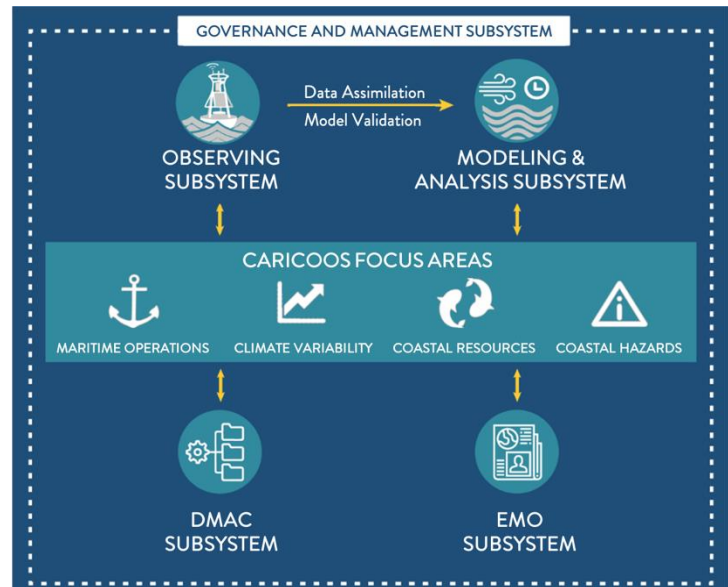 GOVERNANCE AND MANAGEMENT SUBSYSTEM
Data Assimilation
Model Validation
OBSERVING
SUBSYSTEM
MODELING &
ANALYSIS SUBSYSTEM
CARICOOS FOCUS AREAS
MARITIME OPERATIONS
CLIMATE VARIABILITY
COASTAL RESOURCES
COASTAL HAZARDS
DMAC
SUBSYSTEM
EMO
SUBSYSTEM